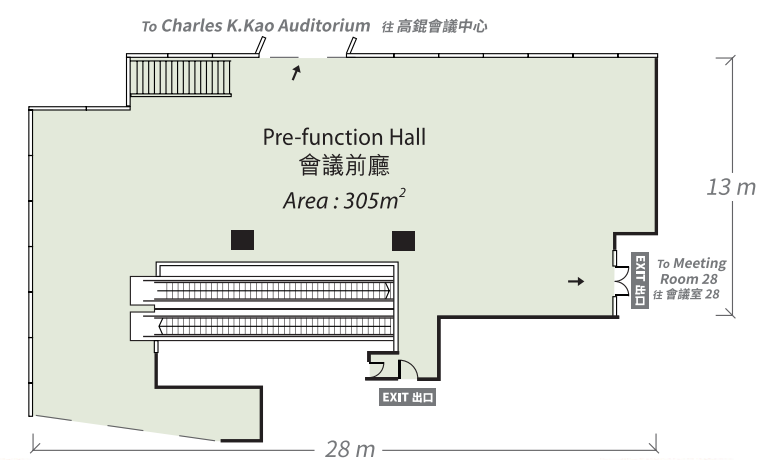 To Charles K.Kao Auditorium 往 高錕會議中心
Pre-function Hall
會議前廳
Area : 305m²
13 m
EXIT 出口
To Meeting
Room 28
往 會議室 28
EXIT 出口
28 m